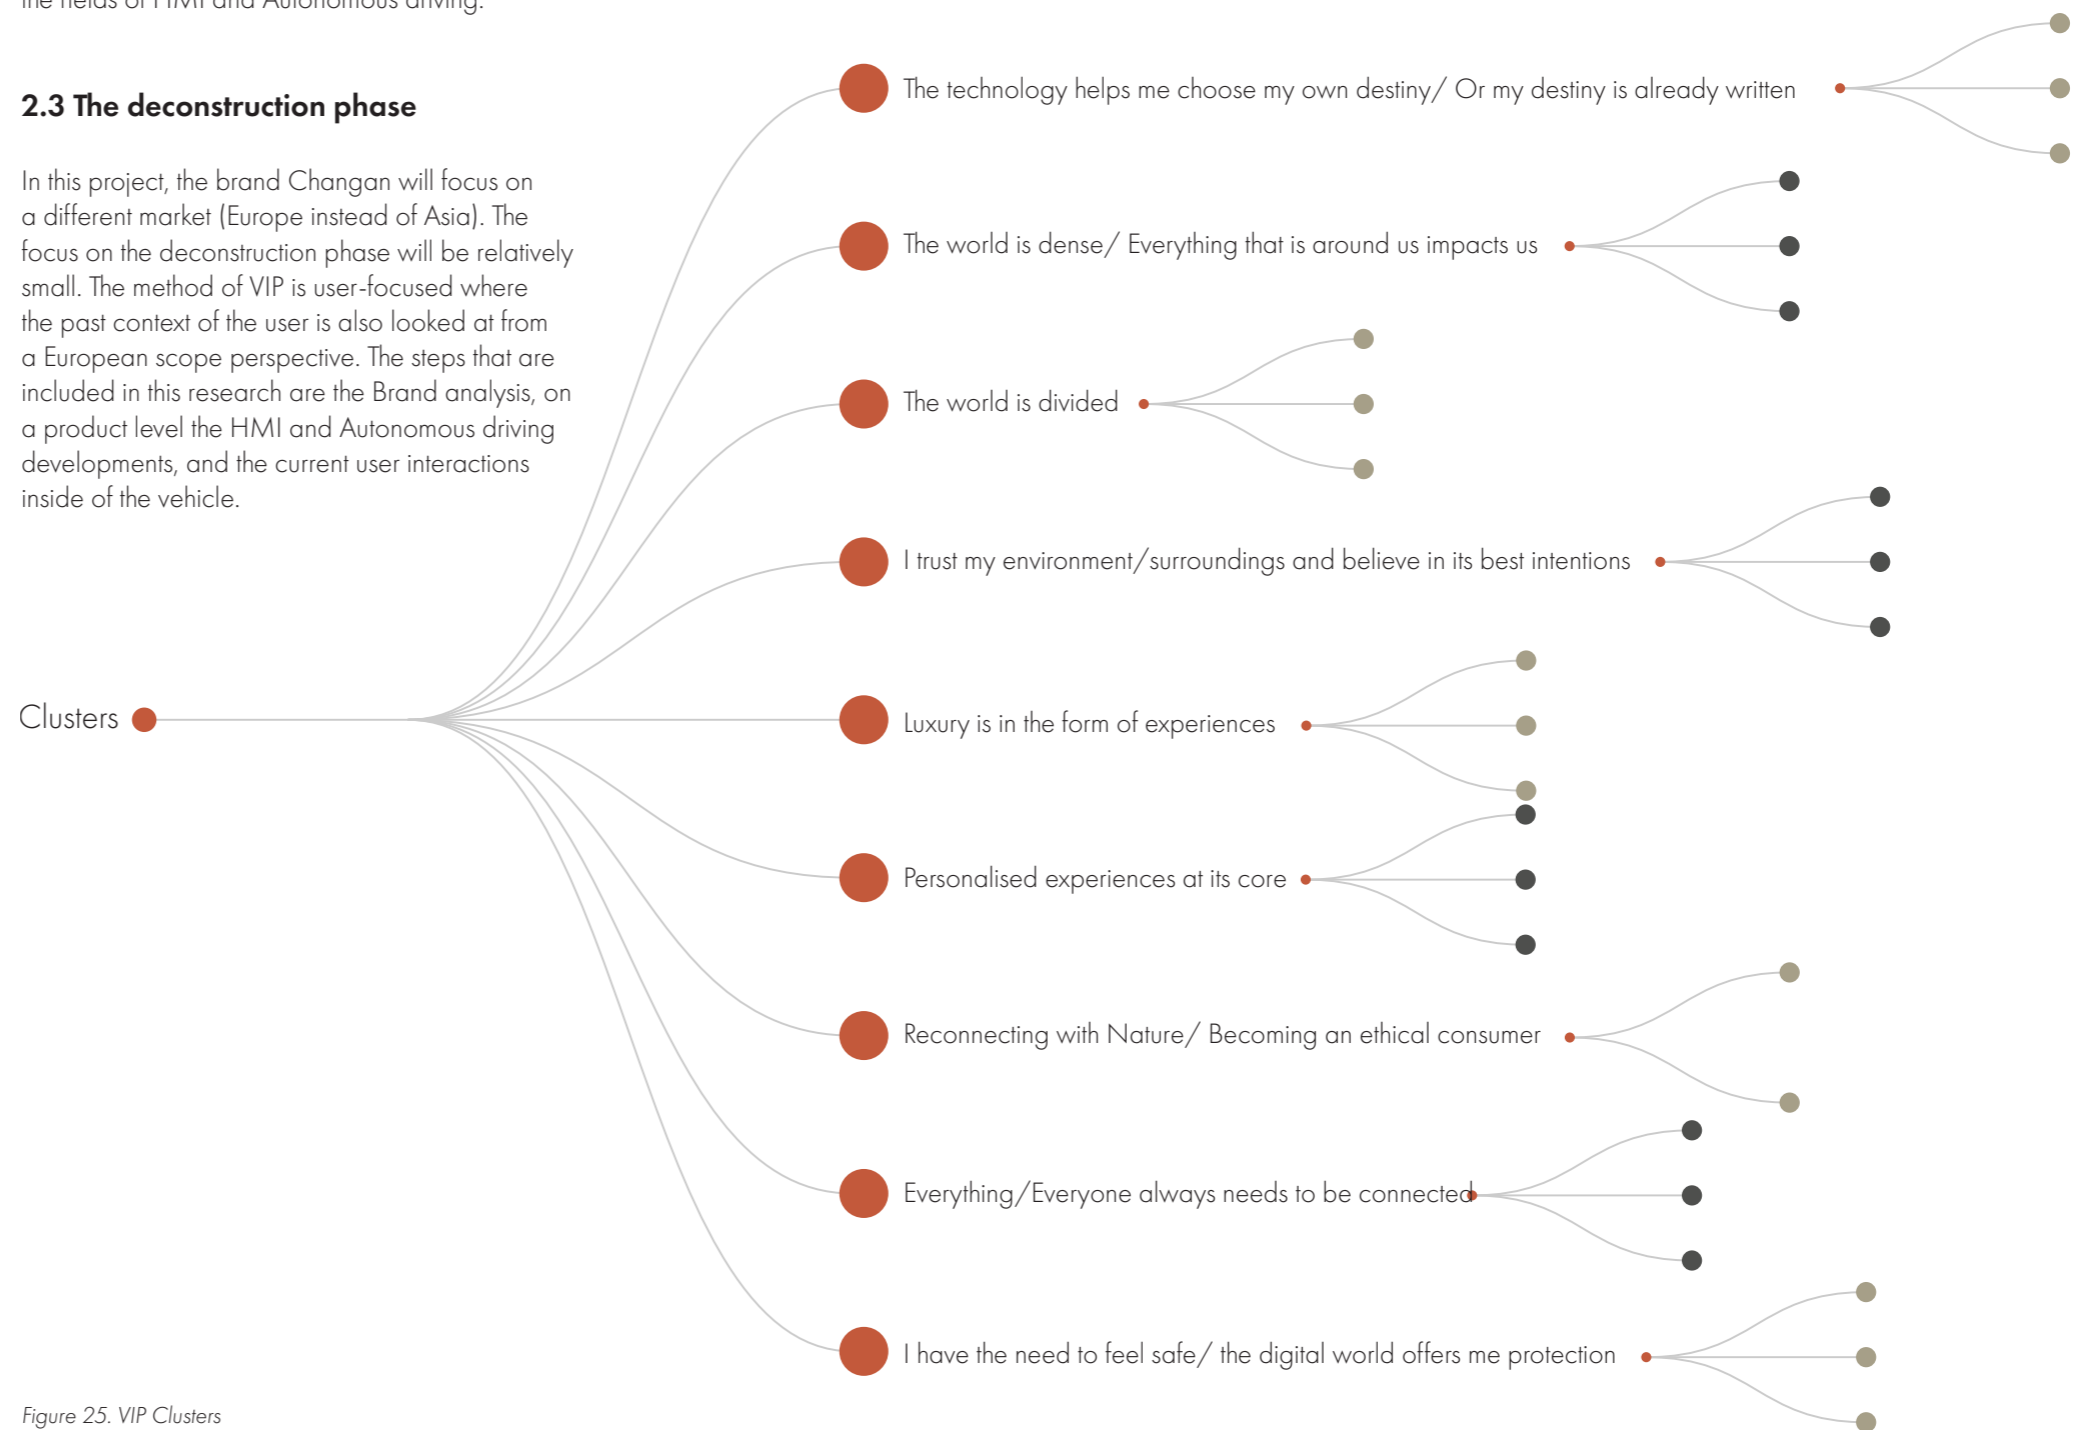 the fields of HMI and Autonomous driving.
2.3 The deconstruction phase
In this project, the brand Changan will focus on
a different market (Europe instead of Asia). The
focus on the deconstruction phase will be relatively
small. The method of VIP is user-focused where
the past context of the user is also looked at from
a European scope perspective. The steps that are
included in this research are the Brand analysis, on
a product level the HMI and Autonomous driving
developments, and the current user interactions
inside of the vehicle.
Clusters
The technology helps me choose my own destiny/ Or my destiny is already written
The world is dense/ Everything that is around us impacts us
The world is divided
I trust my environment/surroundings and believe in its best intentions
Luxury is in the form of experiences
Personalised experiences at its core
Reconnecting with Nature/ Becoming an ethical consumer
Everything/Everyone always needs to be connected
I have the need to feel safe/ the digital world offers me protection
Figure 25. VIP Clusters